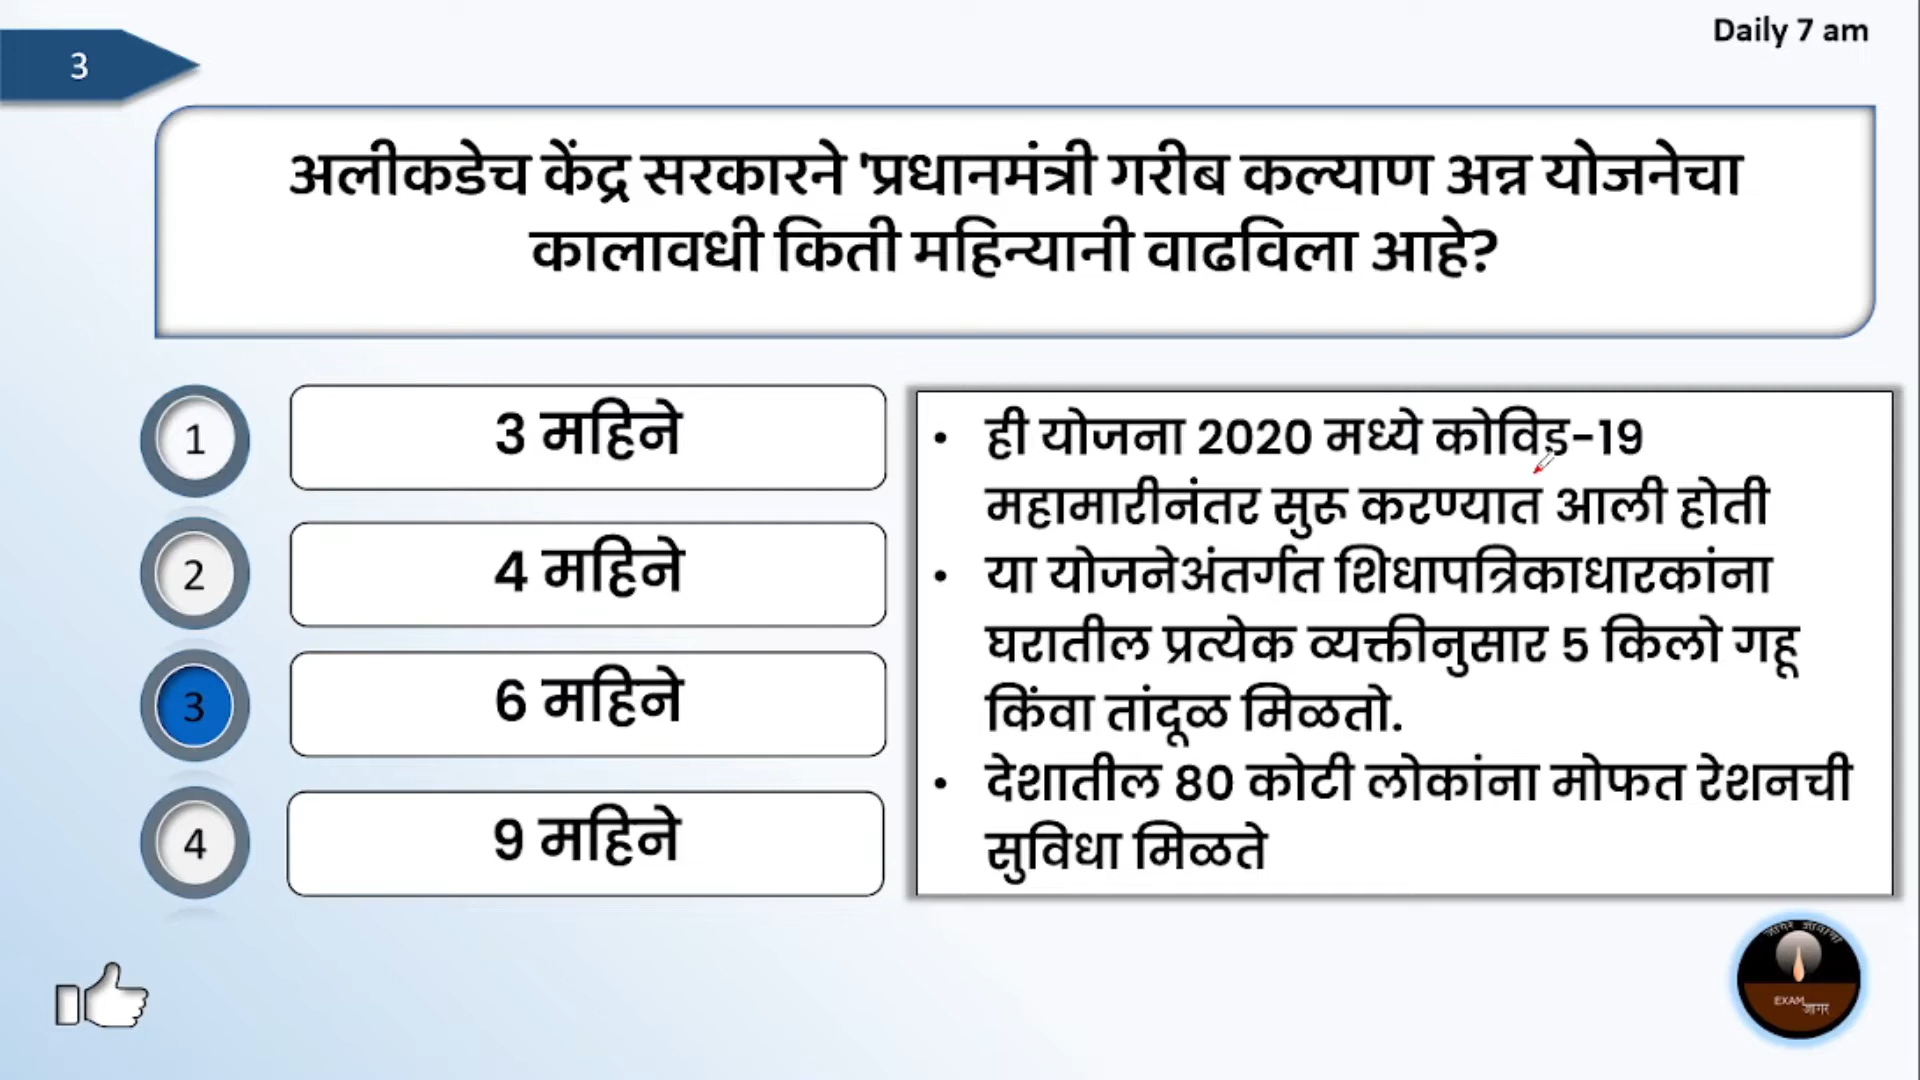 Daily 7 am
3
अलीकडेच केंद्र सरकारने 'प्रधानमंत्री गरीब कल्याण अन्न योजनेचा
कालावधी किती महिन्यानी वाढविला आहे?
1
3 महिने
2
4 महिने
3
6 महिने
4
9 महिने
• ही योजना 2020 मध्ये कोविड-19
महामारीनंतर सुरू करण्यात आली होती
• या योजनेअंतर्गत शिधापत्रिकाधारकांना
घरातील प्रत्येक व्यक्तीनुसार 5 किलो गहू
किंवा तांदूळ मिळतो.
• देशातील 80 कोटी लोकांना मोफत रेशनची
सुविधा मिळते
EXAM
जागर